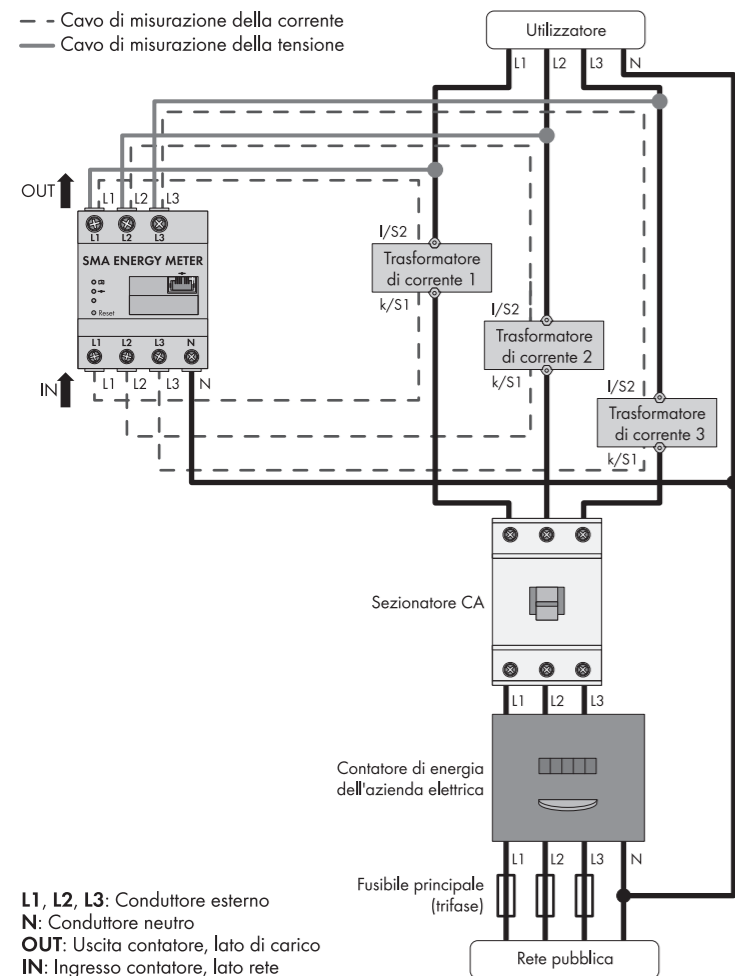 Cavo di misurazione della corrente
Cavo di misurazione della tensione
Utilizzatore
L1 L2 L3 N
OUT
L1 L2 L3
L1 L2 L3
SMA ENERGY METER
Reset
L1 L2 L3 N
IN
L1 L2 L3 N
l/S2
Trasformatore
di corrente 1
k/S1
l/S2
Trasformatore
di corrente 2
k/S1
l/S2
Trasformatore
di corrente 3
k/S1
Sezionatore CA
L1 L2 L3
Contatore di energia
dell'azienda elettrica
L1 L2 L3 N
Fusibile principale
(trifase)
Rete pubblica
L1, L2, L3: Conduttore esterno
N: Conduttore neutro
OUT: Uscita contatore, lato di carico
IN: Ingresso contatore, lato rete